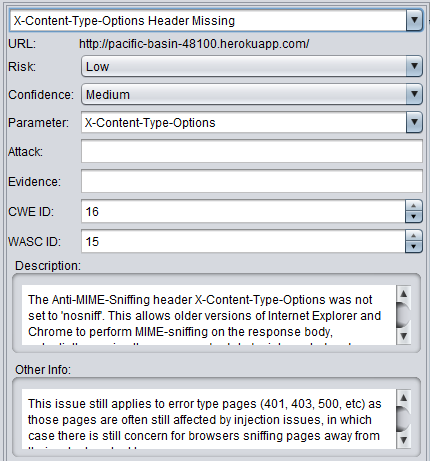 X-Content-Type-Options Header Missing
URL: http://pacific-basin-48100.herokuapp.com/
Risk: Low
Confidence: Medium
Parameter: X-Content-Type-Options
Attack:
Evidence:
CWE ID: 16
WASC ID: 15
Description:
The Anti-MIME-Sniffing header X-Content-Type-Options was not
set to 'nosniff'. This allows older versions of Internet Explorer and
Chrome to perform MIME-sniffing on the response body,
Other Info:
This issue still applies to error type pages (401, 403, 500, etc) as
those pages are often still affected by injection issues, in which
case there is still concern for browsers sniffing pages away from